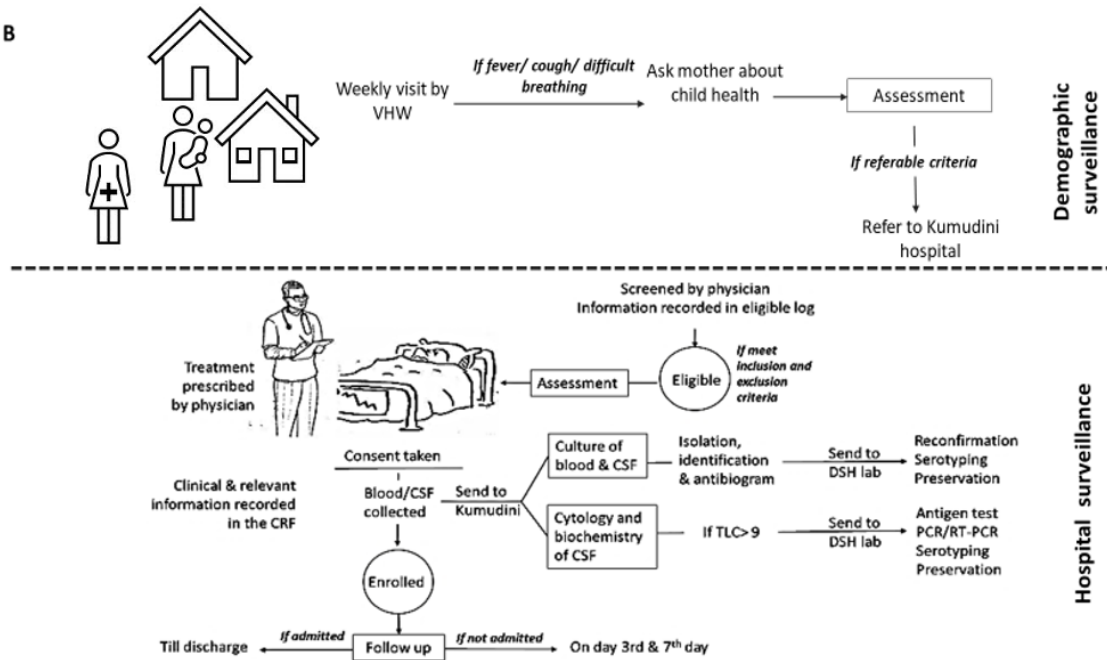 B
Weekly visit by
VHW
If fever/ cough/ difficult
breathing
Ask mother about
child health
Assessment
If referable criteria
Refer to Kumudini
hospital
Demographic
surveillance
Screened by physician
Information recorded in eligible log
Eligible
If meet
inclusion and
exclusion
criteria
Assessment
Treatment
prescribed
by physician
Consent taken
Clinical & relevant
information recorded
in the CRF
Blood/CSF
collected
Send to
Kumudini
Culture of
blood & CSF
Isolation,
identification
& antibiogram
Send to
DSH lab
Reconfirmation
Serotyping
Preservation
Cytology and
biochemistry
of CSF
If TLC>9
Send to
DSH lab
Antigen test
PCR/RT-PCR
Serotyping
Preservation
Enrolled
Till discharge
If admitted
Follow up
If not admitted
On day 3rd & 7th day
Hospital surveillance